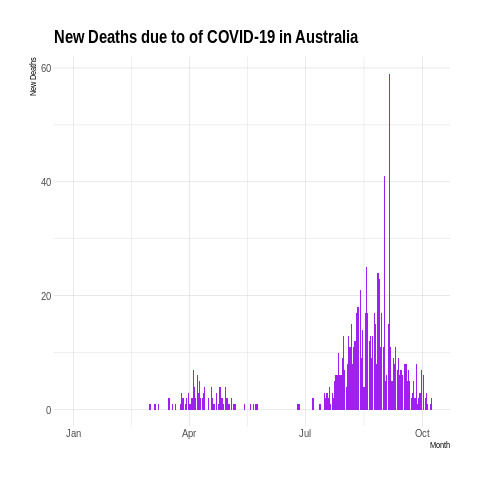 New Deaths due to of COVID-19 in Australia
New Deaths
60
40
20
0
Jan Apr Jul Oct
Month